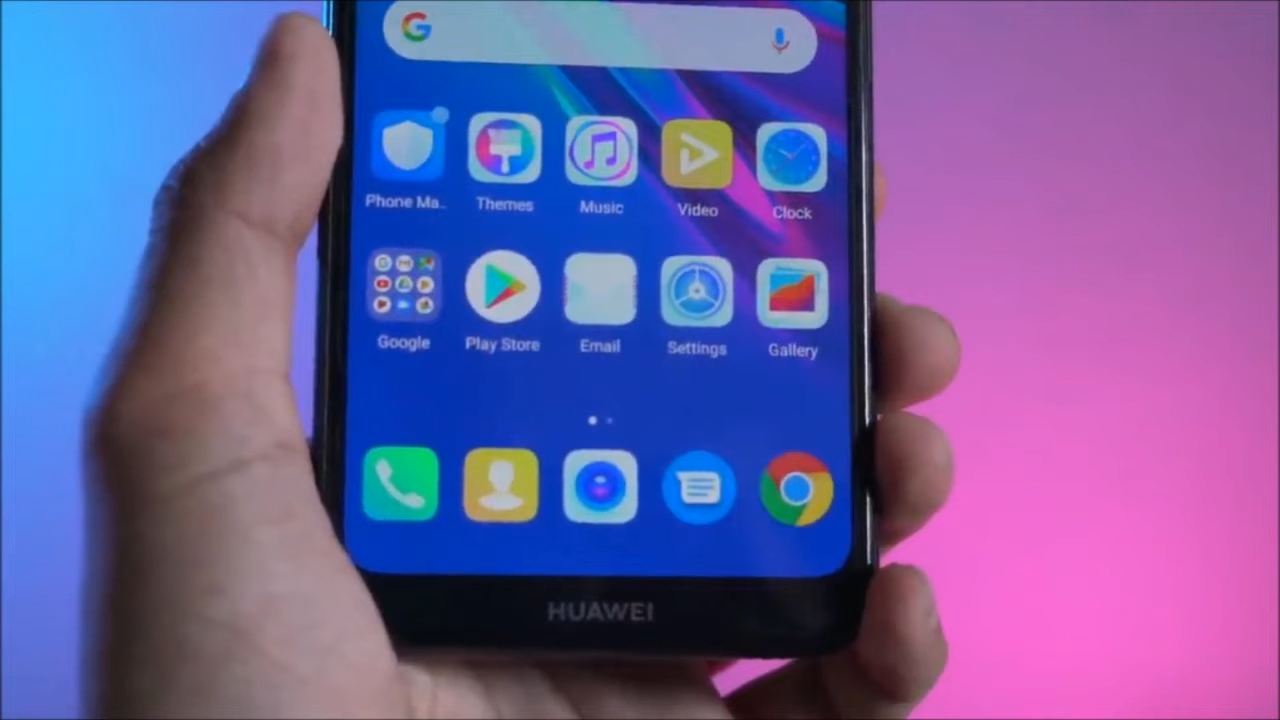 Phone Ma..
Themes
Music
Video
Clock
Google
Play Store
Email
Settings
Gallery
HUAWEI